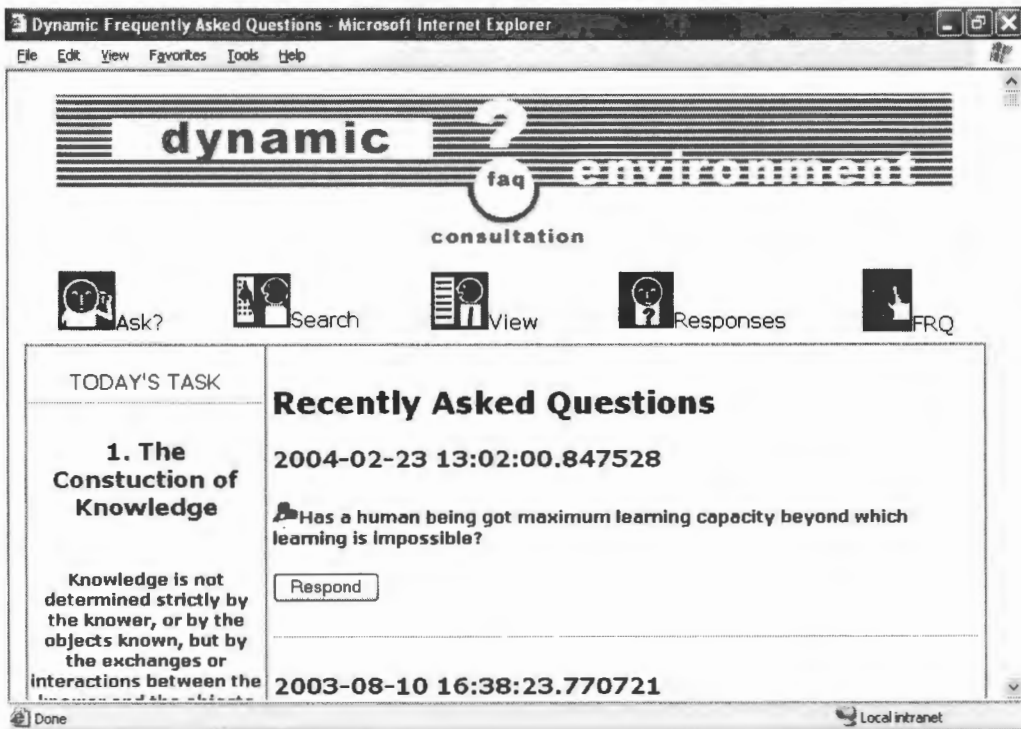 Dynamic Frequently Asked Questions - Microsoft Internet Explorer
File Edit View Favorites Tools Help
dynamic ? environment
faq
consultation
Ask? Search View Responses FRQ
TODAY'S TASK
1. The
Constuction of
Knowledge
Knowledge is not
determined strictly by
the knower, or by the
objects known, but by
the exchanges or
interactions between the
knower and the objects
Recently Asked Questions
2004-02-23 13:02:00.847528
Has a human being got maximum learning capacity beyond which
learning is impossible?
Respond
2003-08-10 16:38:23.770721
Done Local intranet